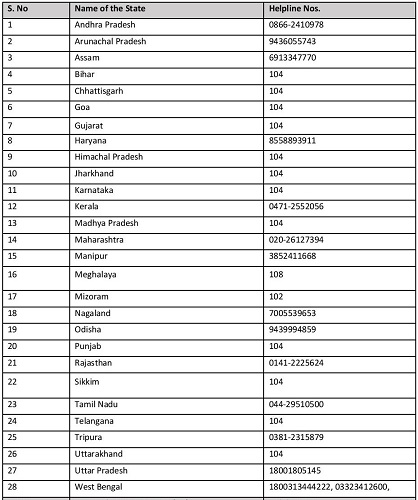 S. No Name of the State Helpline Nos.
1 Andhra Pradesh 0866-2410978
2 Arunachal Pradesh 9436055743
3 Assam 6913347770
4 Bihar 104
5 Chhattisgarh 104
6 Goa 104
7 Gujarat 104
8 Haryana 8558893911
9 Himachal Pradesh 104
10 Jharkhand 104
11 Karnataka 104
12 Kerala 0471-2552056
13 Madhya Pradesh 104
14 Maharashtra 020-26127394
15 Manipur 3852411668
16 Meghalaya 108
17 Mizoram 102
18 Nagaland 7005539653
19 Odisha 9439994859
20 Punjab 104
21 Rajasthan 0141-2225624
22 Sikkim 104
23 Tamil Nadu 044-29510500
24 Telangana 104
25 Tripura 0381-2315879
26 Uttarakhand 104
27 Uttar Pradesh 18001805145
28 West Bengal 1800313444222, 03323412600,